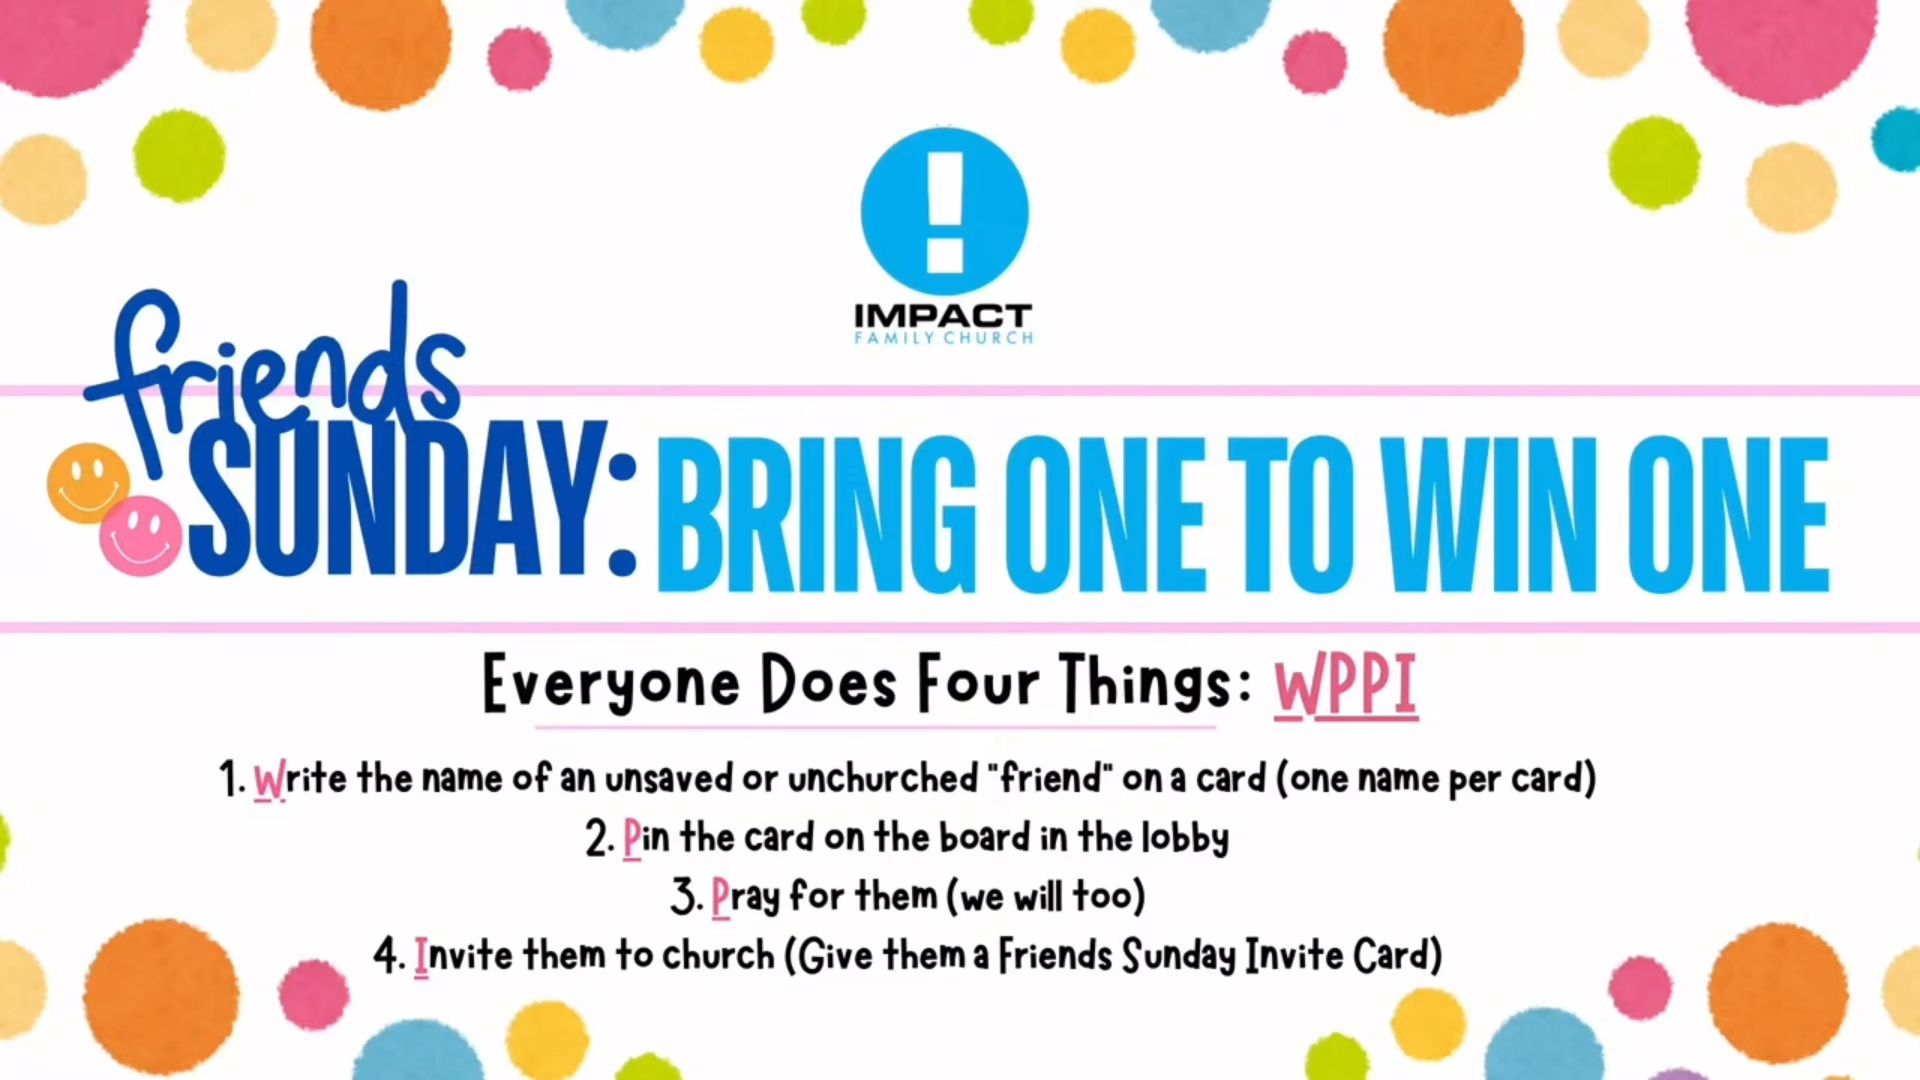 IMPACT
FAMILY CHURCH
friends
SUNDAY: BRING ONE TO WIN ONE
Everyone Does Four Things: WPPI
1. Write the name of an unsaved or unchurched "friend" on a card (one name per card)
2. Pin the card on the board in the lobby
3. Pray for them (we will too)
4. Invite them to church (Give them a Friends Sunday Invite Card)